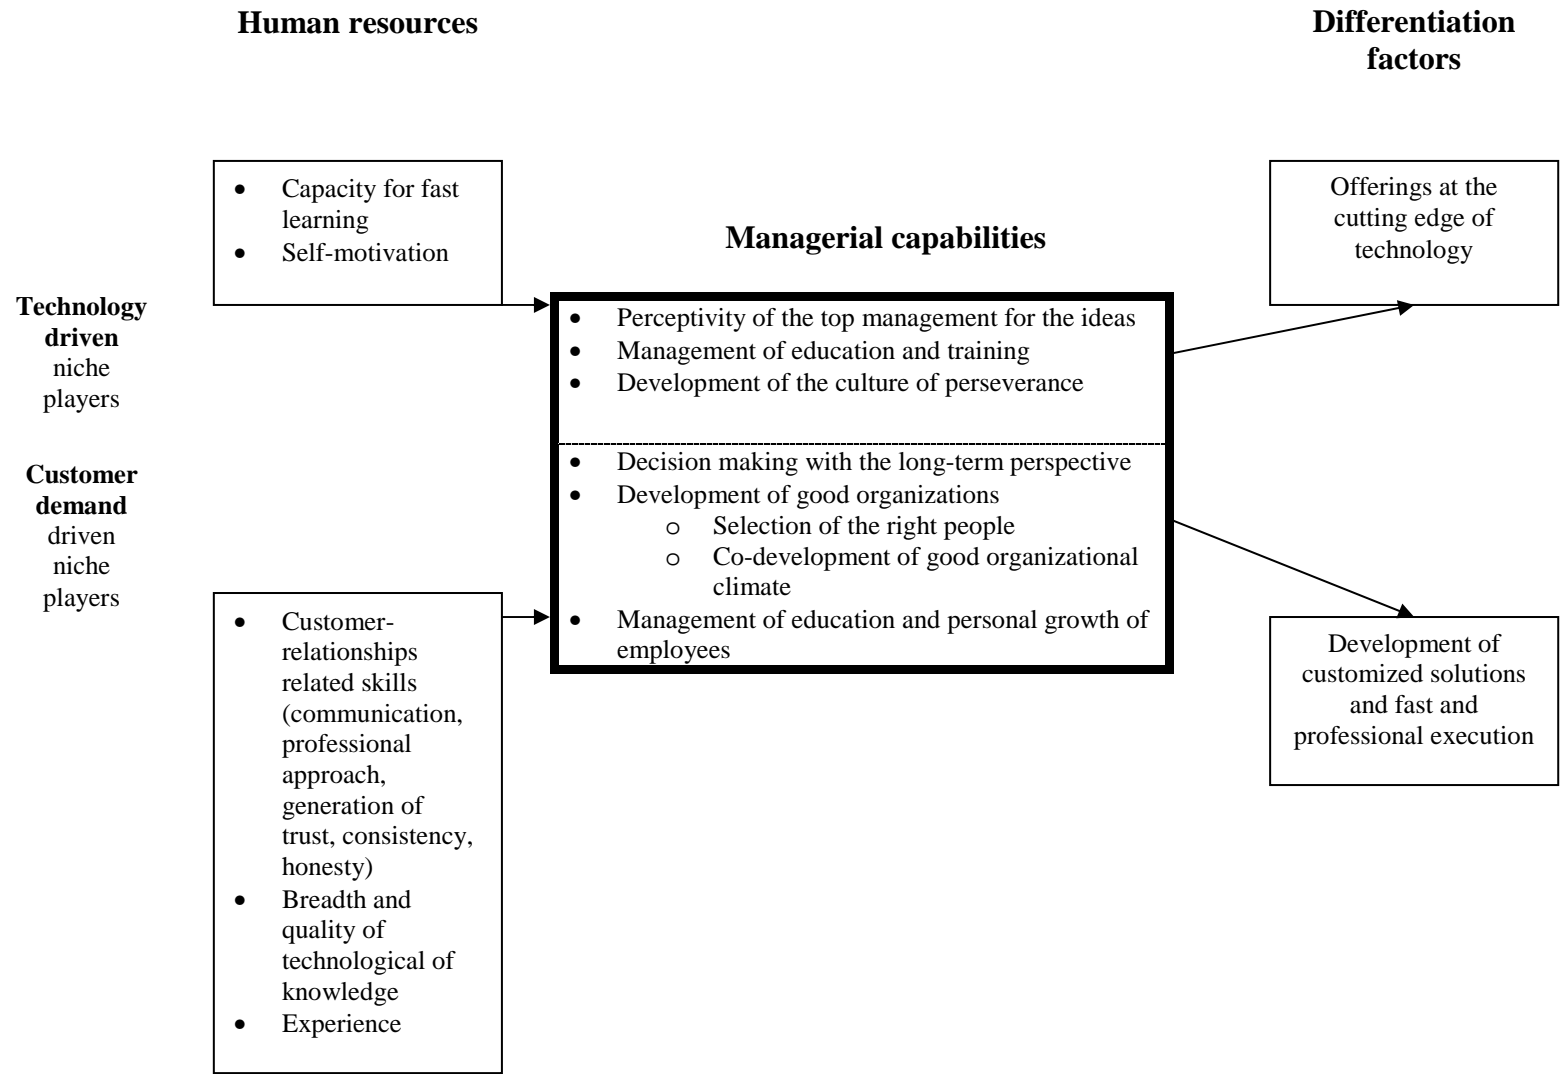 Human resources
Differentiation
factors
• Capacity for fast
learning
• Self-motivation
Offerings at the
cutting edge of
technology
Managerial capabilities
Technology
driven
niche
players
• Perceptivity of the top management for the ideas
• Management of education and training
• Development of the culture of perseverance
Customer
demand
driven
niche
players
• Decision making with the long-term perspective
• Development of good organizations
o Selection of the right people
o Co-development of good organizational
climate
• Management of education and personal growth of
employees
• Customer-
relationships
related skills
(communication,
professional
approach,
generation of
trust, consistency,
honesty)
• Breadth and
quality of
technological of
knowledge
• Experience
Development of
customized solutions
and fast and
professional execution